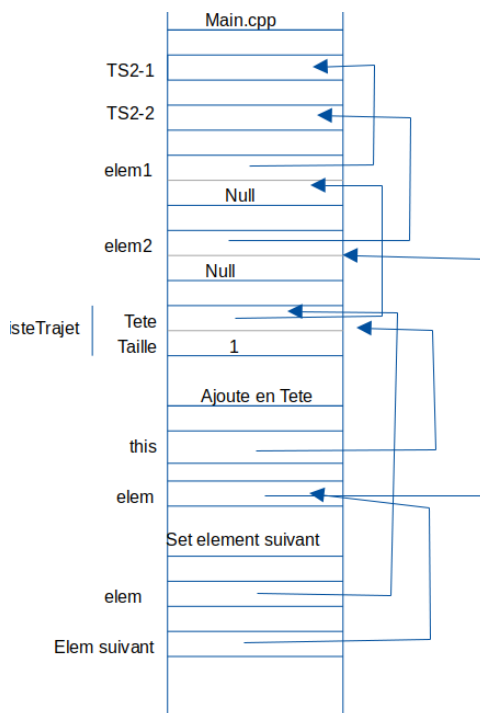 Main.cpp
TS2-1
TS2-2
elem1
Null
elem2
Null
isteTrajet
Tete
Taille 1
Ajoute en Tete
this
elem
Set element suivant
elem
Elem suivant